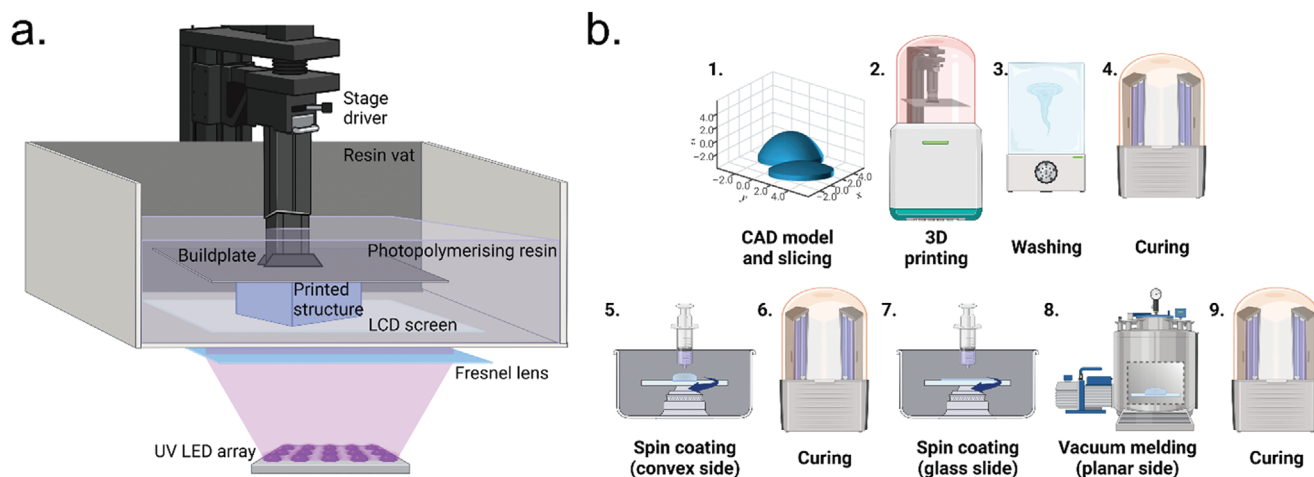 a.
Stage
driver
Resin vat
Photopolymerising resin
Buildplate
Printed
structure
LCD screen
Fresnel lens
UV LED array
b.
1.
4.0
2.0
0.0
-2.0
z
-2.0
0.0
2.0
4.0
y
-2.0
0.0
2.0
4.0
x
CAD model
and slicing
2.
3D
printing
3.
Washing
4.
Curing
5.
Spin coating
(convex side)
6.
Curing
7.
Spin coating
(glass slide)
8.
Vacuum melding
(planar side)
9.
Curing